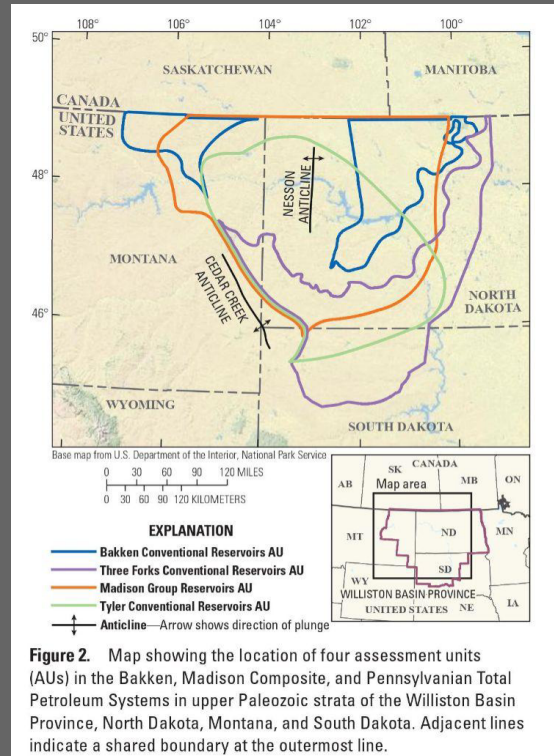 108° 106° 104° 102° 100°
50°
SASKATCHEWAN
MANITOBA
CANADA
UNITED
STATES
48°
NESSON
ANTICLINE
MONTANA
CEDAR CREEK
ANTICLINE
NORTH
DAKOTA
46°
WYOMING
SOUTH DAKOTA
Base map from U.S. Department of the Interior, National Park Service
0 30 60 90 120 MILES
0 30 60 90 120 KILOMETERS
CANADA
AB
SK
MB
ON
Map area
MT
ND
MN
SD
WY
WILLISTON BASIN PROVINCE
UNITED STATES
NE
IA
EXPLANATION
Bakken Conventional Reservoirs AU
Three Forks Conventional Reservoirs AU
Madison Group Reservoirs AU
Tyler Conventional Reservoirs AU
Anticline—Arrow shows direction of plunge
Figure 2. Map showing the location of four assessment units
(AUs) in the Bakken, Madison Composite, and Pennsylvanian Total
Petroleum Systems in upper Paleozoic strata of the Williston Basin
Province, North Dakota, Montana, and South Dakota. Adjacent lines
indicate a shared boundary at the outermost line.